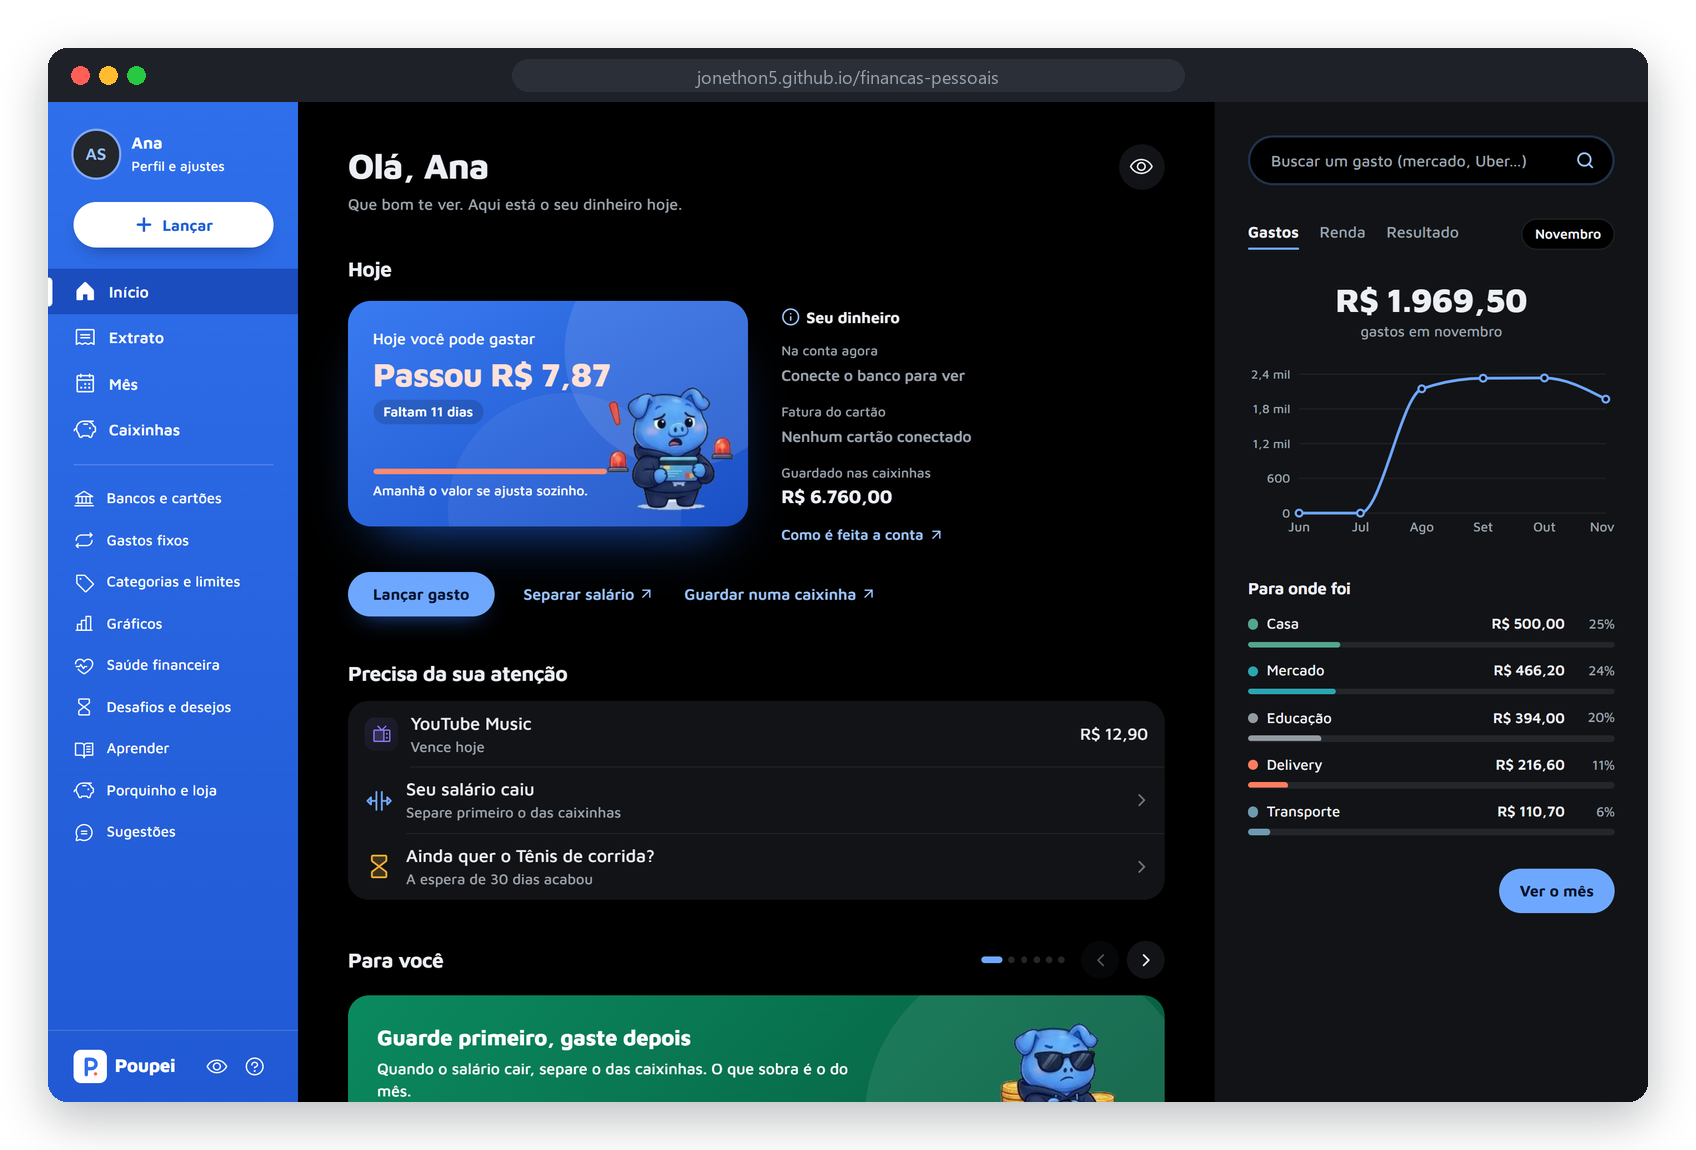 jonethon5.github.io/financas-pessoais
AS
Ana
Perfil e ajustes
Lançar
Início
Extrato
Mês
Caixinhas
Bancos e cartões
Gastos fixos
Categorias e limites
Gráficos
Saúde financeira
Desafios e desejos
Aprender
Porquinho e loja
Sugestões
P.
Poupei
Olá, Ana
Que bom te ver. Aqui está o seu dinheiro hoje.
Hoje
Hoje você pode gastar
Passou R$ 7,87
Faltam 11 dias
Amanhã o valor se ajusta sozinho.
Seu dinheiro
Na conta agora
Conecte o banco para ver
Fatura do cartão
Nenhum cartão conectado
Guardado nas caixinhas
R$ 6.760,00
Como é feita a conta
Lançar gasto
Separar salário
Guardar numa caixinha
Precisa da sua atenção
YouTube Music
Vence hoje
R$ 12,90
Seu salário caiu
Separe primeiro o das caixinhas
Ainda quer o Tênis de corrida?
A espera de 30 dias acabou
Para você
Guarde primeiro, gaste depois
Quando o salário cair, separe o das caixinhas. O que sobra é o do
mês.
Buscar um gasto (mercado, Uber...)
Gastos
Renda
Resultado
Novembro
R$ 1.969,50
gastos em novembro
2,4 mil
1,8 mil
1,2 mil
600
0
Jun Jul Ago Set Out Nov
Para onde foi
Casa R$ 500,00 25%
Mercado R$ 466,20 24%
Educação R$ 394,00 20%
Delivery R$ 216,60 11%
Transporte R$ 110,70 6%
Ver o mês